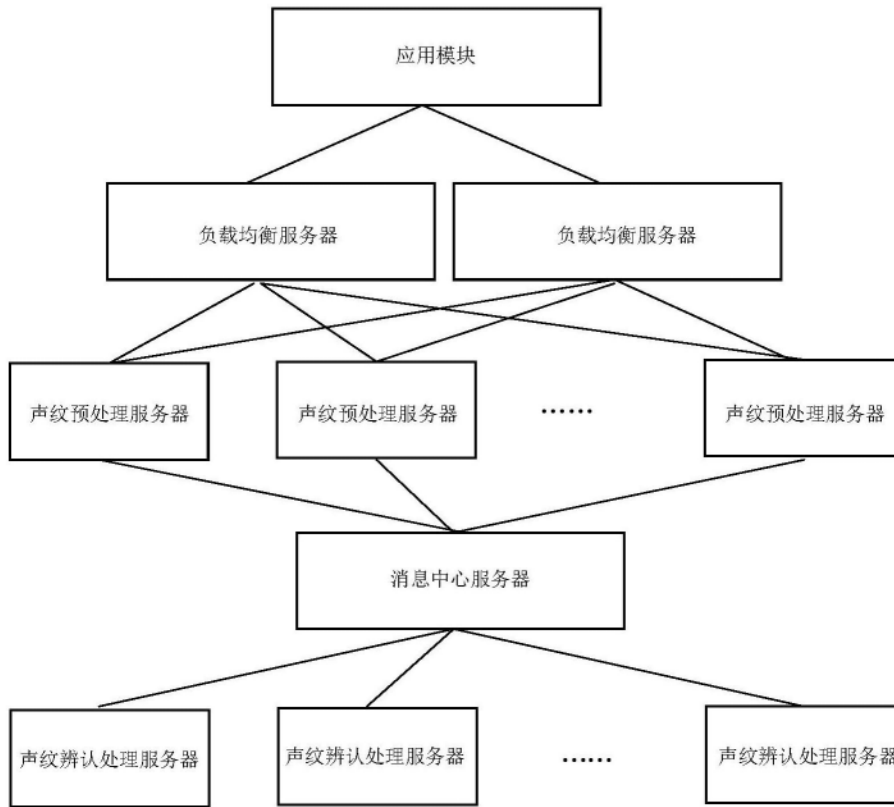 应用模块
负载均衡服务器
负载均衡服务器
声纹预处理服务器
声纹预处理服务器
……
声纹预处理服务器
消息中心服务器
声纹辨认处理服务器
声纹辨认处理服务器
……
声纹辨认处理服务器